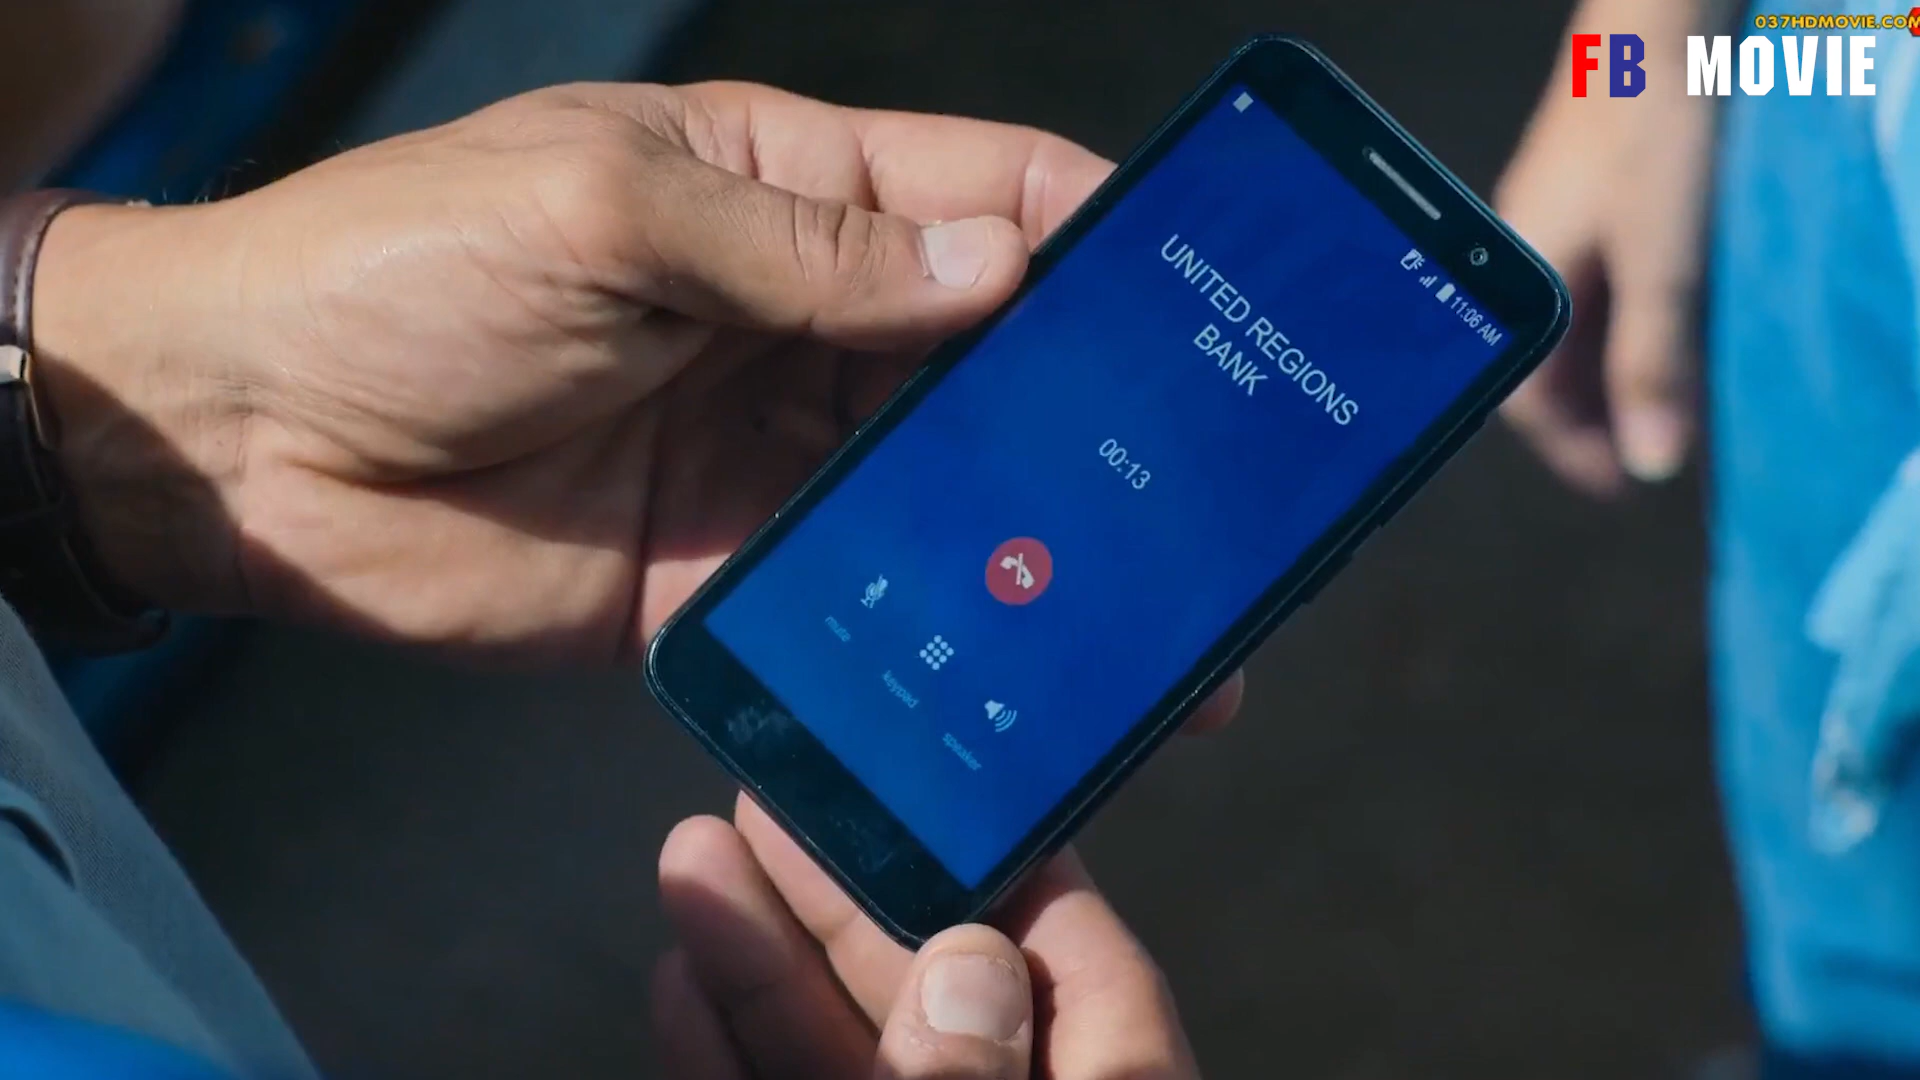 037HDMOVIE.COM
FB MOVIE
11:06 AM
UNITED REGIONS
BANK
00:13
mute
keypad
speaker